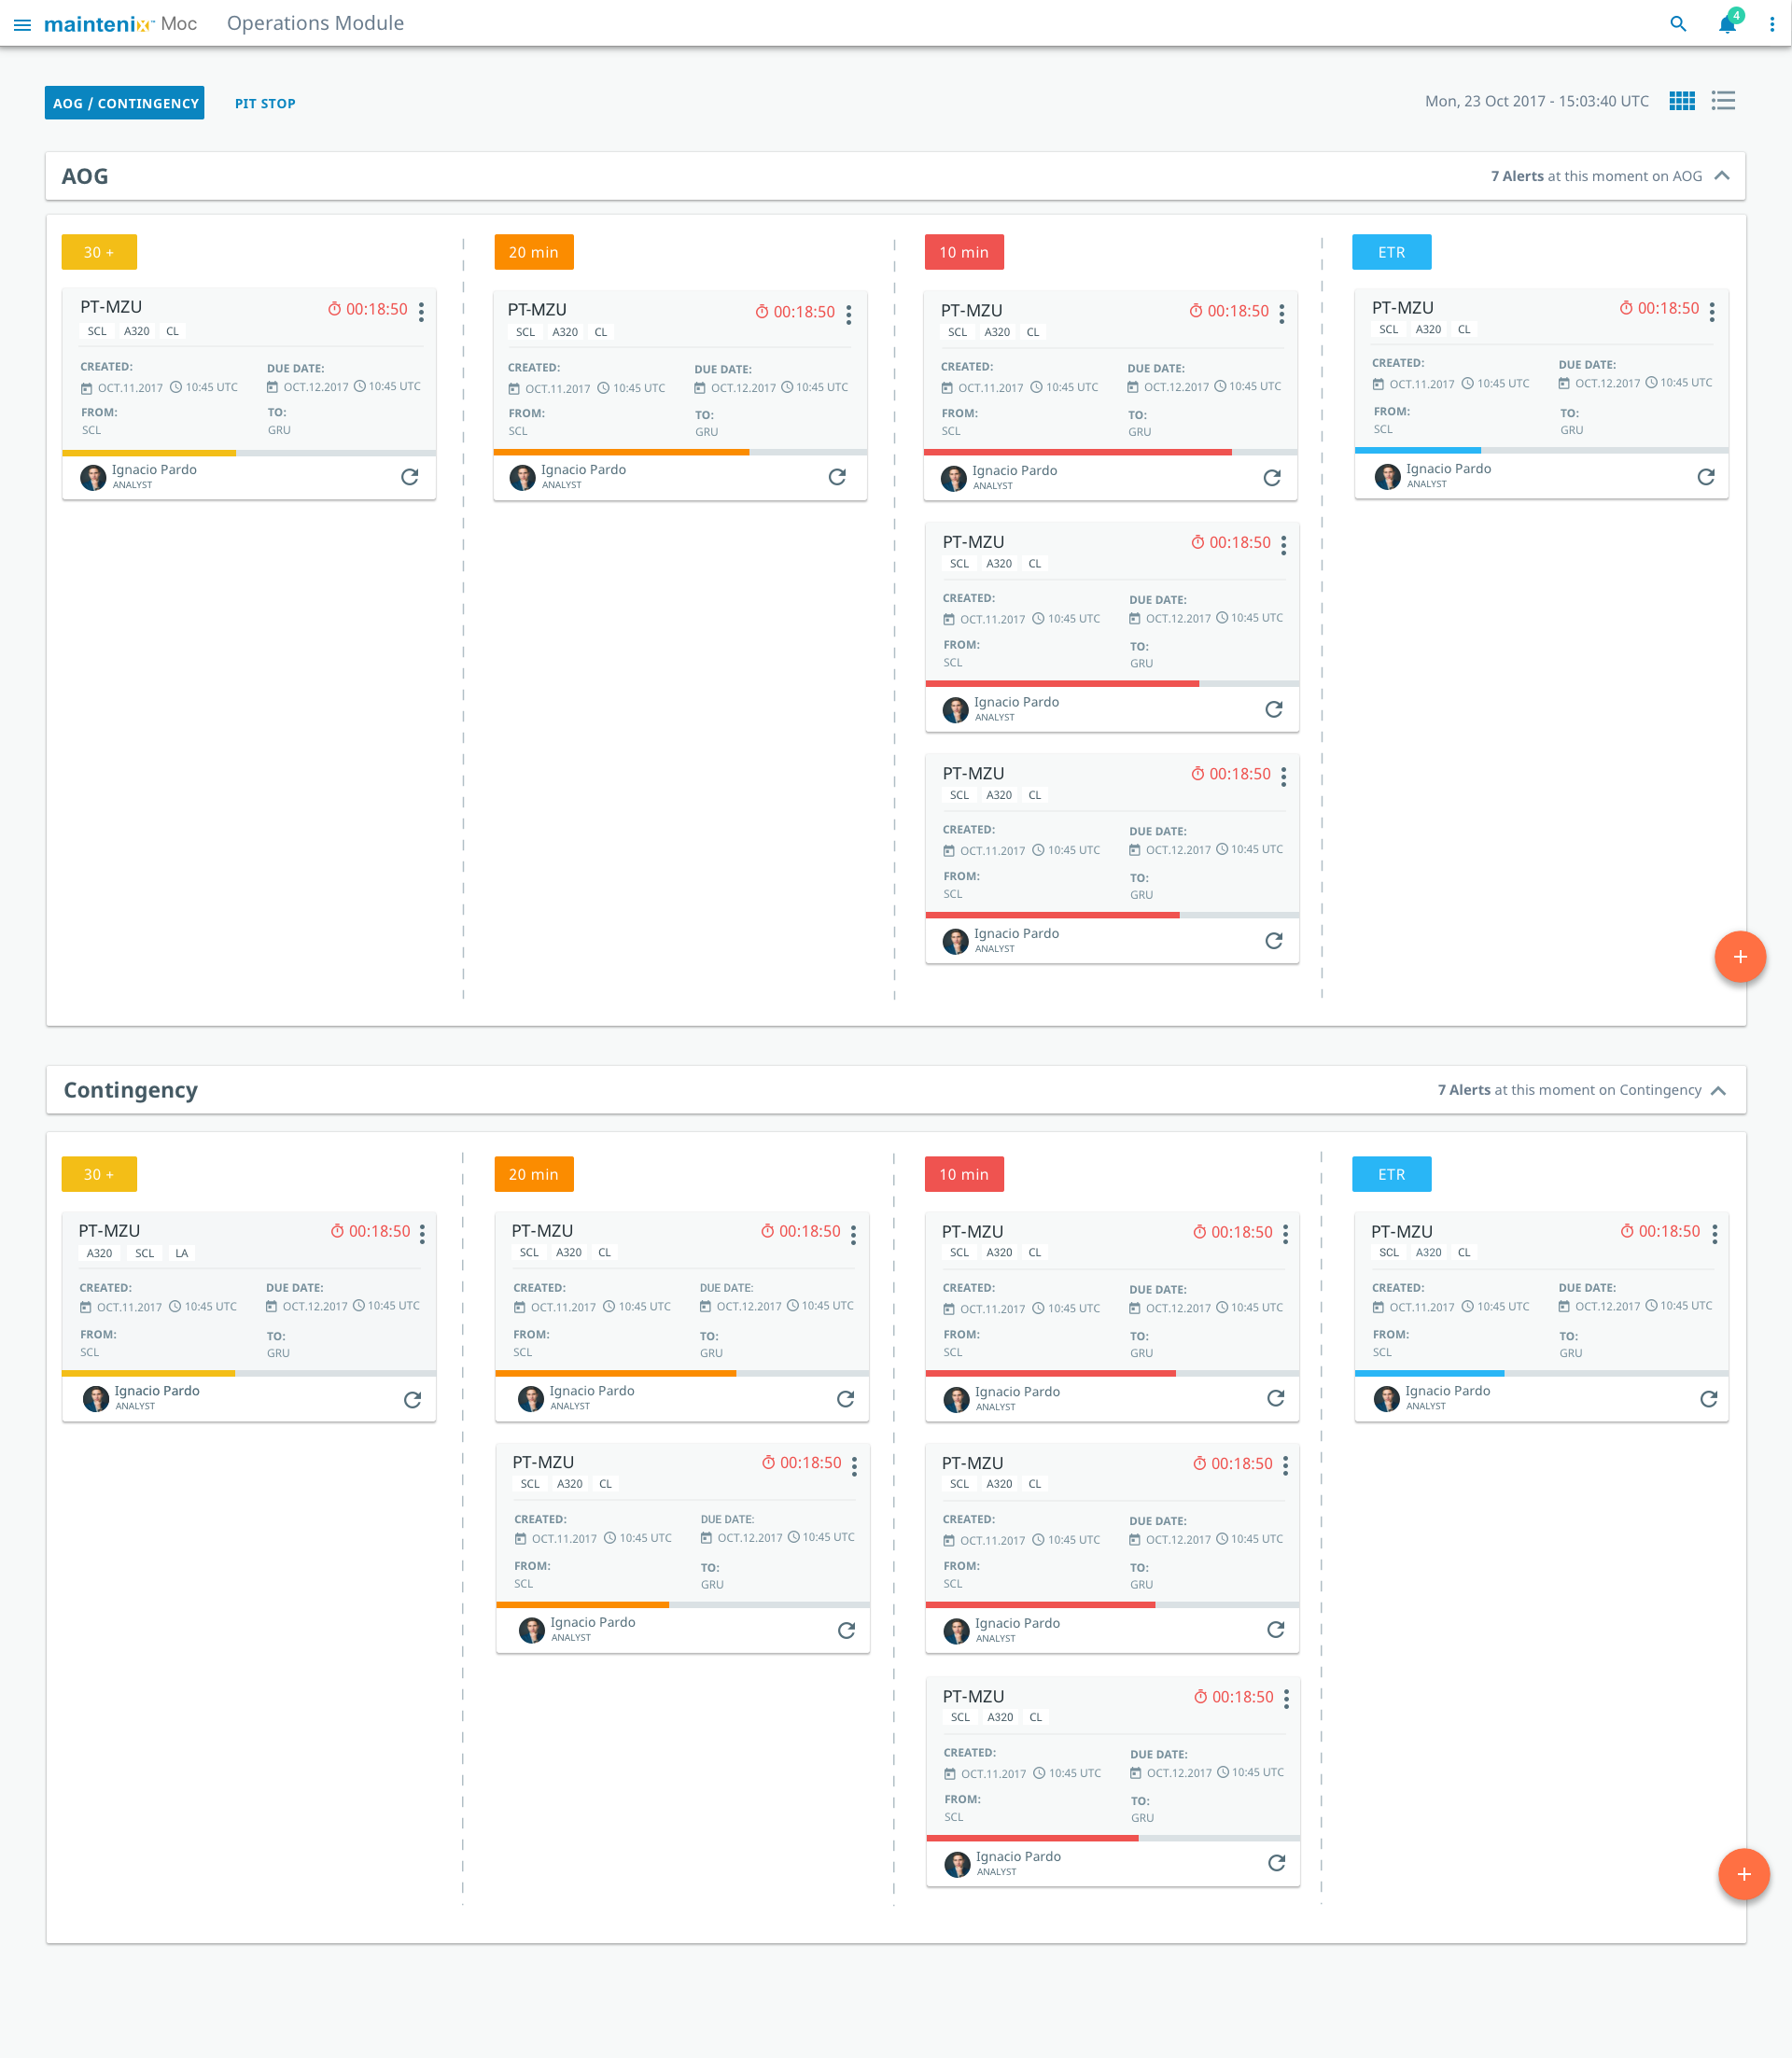 maintenix™ Moc Operations Module 4
AOG / CONTINGENCY PIT STOP Mon, 23 Oct 2017 - 15:03:40 UTC
AOG 7 Alerts at this moment on AOG
30 + 20 min 10 min ETR
PT-MZU 00:18:50
SCL A320 CL
CREATED: DUE DATE:
OCT.11.2017 10:45 UTC OCT.12.2017 10:45 UTC
FROM: TO:
SCL GRU
Ignacio Pardo
ANALYST
PT-MZU 00:18:50
SCL A320 CL
CREATED: DUE DATE:
OCT.11.2017 10:45 UTC OCT.12.2017 10:45 UTC
FROM: TO:
SCL GRU
Ignacio Pardo
ANALYST
PT-MZU 00:18:50
SCL A320 CL
CREATED: DUE DATE:
OCT.11.2017 10:45 UTC OCT.12.2017 10:45 UTC
FROM: TO:
SCL GRU
Ignacio Pardo
ANALYST
PT-MZU 00:18:50
SCL A320 CL
CREATED: DUE DATE:
OCT.11.2017 10:45 UTC OCT.12.2017 10:45 UTC
FROM: TO:
SCL GRU
Ignacio Pardo
ANALYST
PT-MZU 00:18:50
SCL A320 CL
CREATED: DUE DATE:
OCT.11.2017 10:45 UTC OCT.12.2017 10:45 UTC
FROM: TO:
SCL GRU
Ignacio Pardo
ANALYST
PT-MZU 00:18:50
SCL A320 CL
CREATED: DUE DATE:
OCT.11.2017 10:45 UTC OCT.12.2017 10:45 UTC
FROM: TO:
SCL GRU
Ignacio Pardo
ANALYST
Contingency 7 Alerts at this moment on Contingency
30 + 20 min 10 min ETR
PT-MZU 00:18:50
A320 SCL LA
CREATED: DUE DATE:
OCT.11.2017 10:45 UTC OCT.12.2017 10:45 UTC
FROM: TO:
SCL GRU
Ignacio Pardo
ANALYST
PT-MZU 00:18:50
SCL A320 CL
CREATED: DUE DATE:
OCT.11.2017 10:45 UTC OCT.12.2017 10:45 UTC
FROM: TO:
SCL GRU
Ignacio Pardo
ANALYST
PT-MZU 00:18:50
SCL A320 CL
CREATED: DUE DATE:
OCT.11.2017 10:45 UTC OCT.12.2017 10:45 UTC
FROM: TO:
SCL GRU
Ignacio Pardo
ANALYST
PT-MZU 00:18:50
SCL A320 CL
CREATED: DUE DATE:
OCT.11.2017 10:45 UTC OCT.12.2017 10:45 UTC
FROM: TO:
SCL GRU
Ignacio Pardo
ANALYST
PT-MZU 00:18:50
SCL A320 CL
CREATED: DUE DATE:
OCT.11.2017 10:45 UTC OCT.12.2017 10:45 UTC
FROM: TO:
SCL GRU
Ignacio Pardo
ANALYST
PT-MZU 00:18:50
SCL A320 CL
CREATED: DUE DATE:
OCT.11.2017 10:45 UTC OCT.12.2017 10:45 UTC
FROM: TO:
SCL GRU
Ignacio Pardo
ANALYST
PT-MZU 00:18:50
SCL A320 CL
CREATED: DUE DATE:
OCT.11.2017 10:45 UTC OCT.12.2017 10:45 UTC
FROM: TO:
SCL GRU
Ignacio Pardo
ANALYST